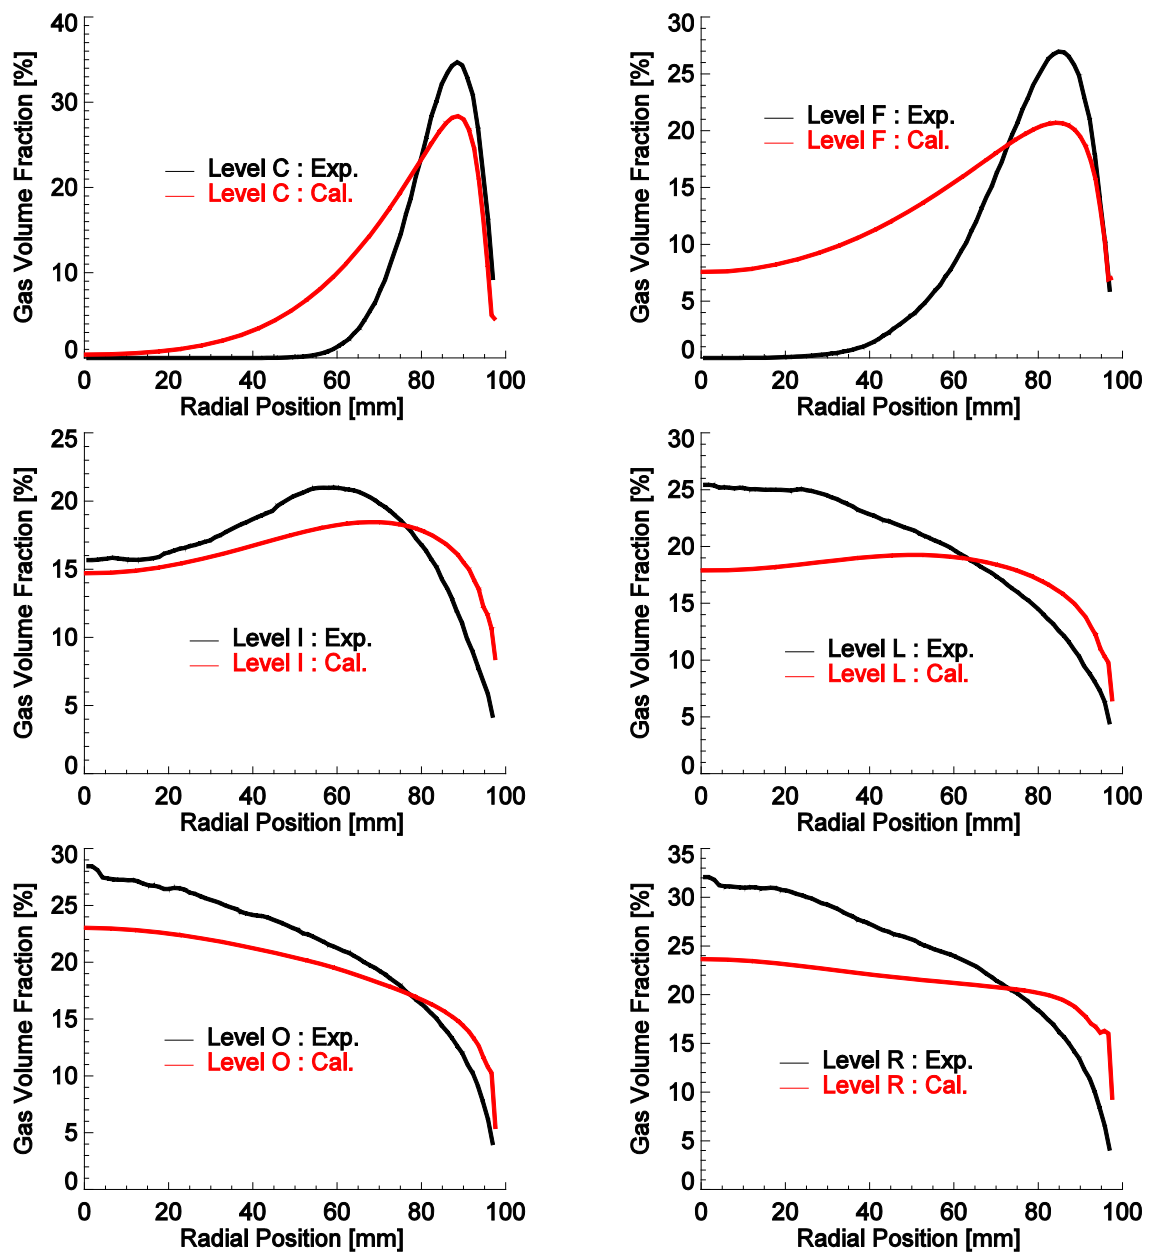 Gas Volume Fraction [%]
40
30
20
10
0
Level C : Exp.
Level C : Cal.
0 20 40 60 80 100
Radial Position [mm]
Gas Volume Fraction [%]
30
25
20
15
10
5
0
Level F : Exp.
Level F : Cal.
0 20 40 60 80 100
Radial Position [mm]
Gas Volume Fraction [%]
25
20
15
10
5
0
Level I : Exp.
Level I : Cal.
0 20 40 60 80 100
Radial Position [mm]
Gas Volume Fraction [%]
30
25
20
15
10
5
0
Level L : Exp.
Level L : Cal.
0 20 40 60 80 100
Radial Position [mm]
Gas Volume Fraction [%]
30
25
20
15
10
5
0
Level O : Exp.
Level O : Cal.
0 20 40 60 80 100
Radial Position [mm]
Gas Volume Fraction [%]
35
30
25
20
15
10
5
0
Level R : Exp.
Level R : Cal.
0 20 40 60 80 100
Radial Position [mm]